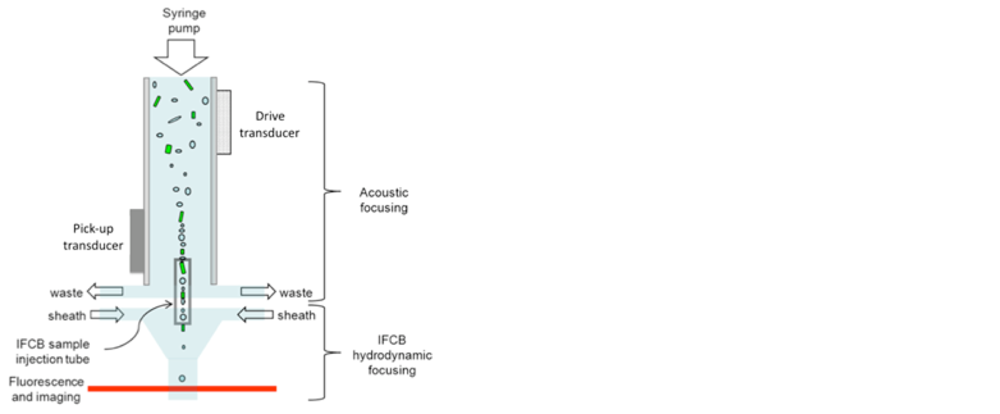 Syringe
pump
Drive
transducer
Acoustic
focusing
Pick-up
transducer
waste
waste
sheath
sheath
IFCB sample
injection tube
IFCB
hydrodynamic
focusing
Fluorescence
and imaging